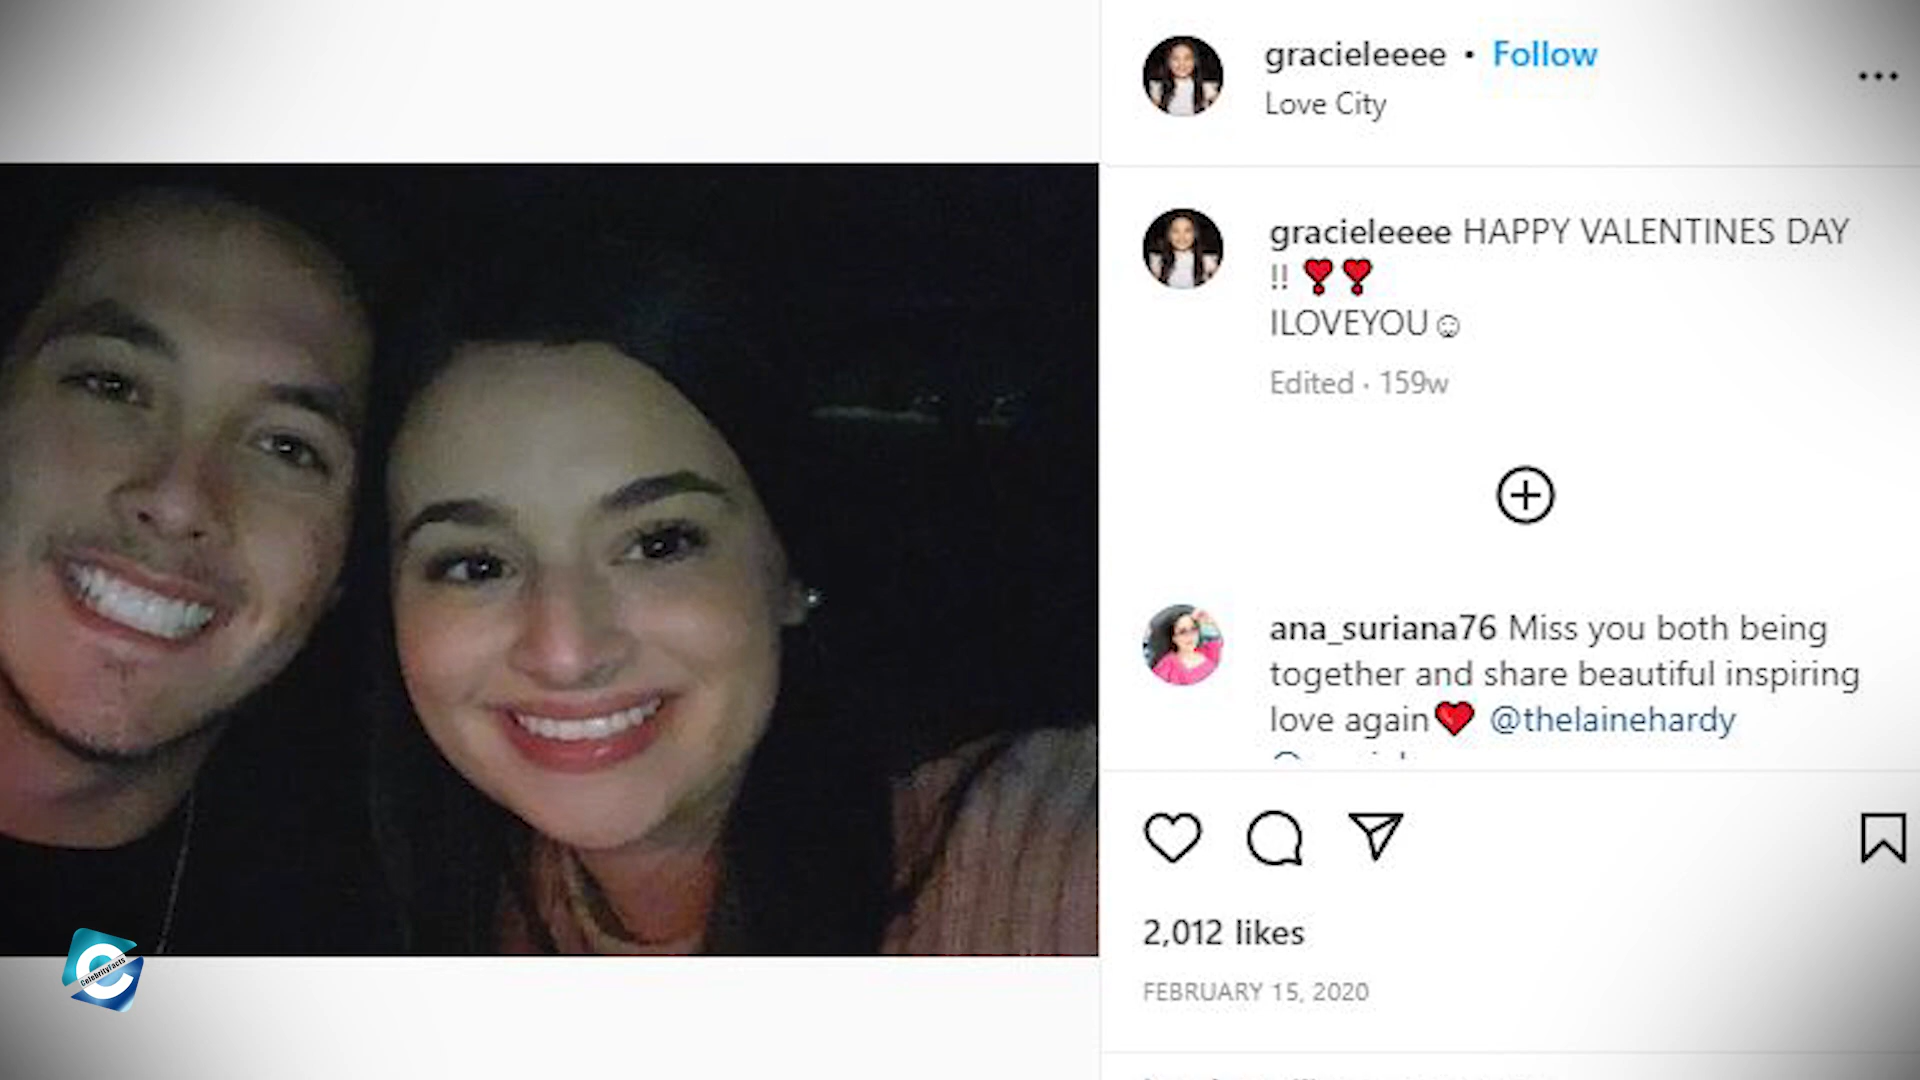 gracieleeee • Follow
Love City
gracieleeee HAPPY VALENTINES DAY
!! ❣❣
ILOVEYOU☺
Edited · 159w
ana_suriana76 Miss you both being
together and share beautiful inspiring
love again❤ @thelainehardy
2,012 likes
FEBRUARY 15, 2020
CelebrityFacts